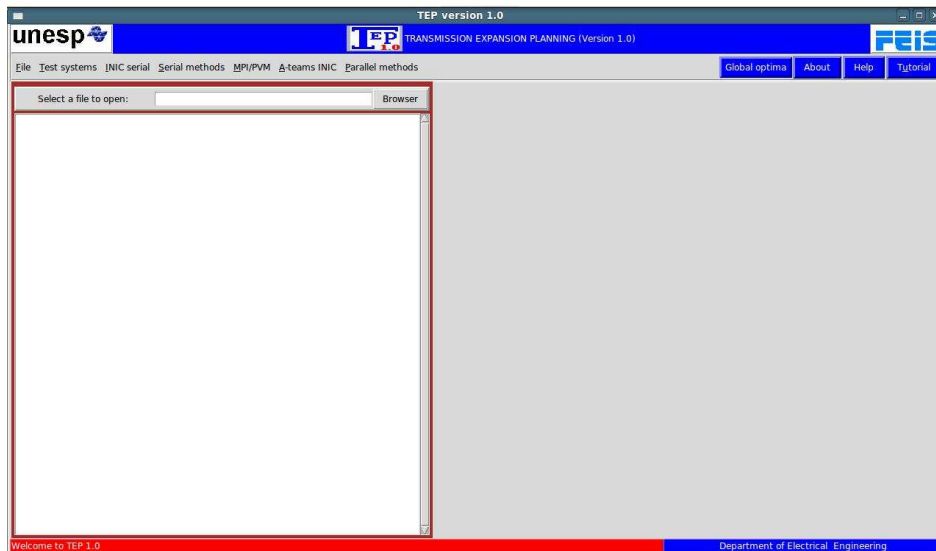 TEP version 1.0
unesp TEP 1.0 TRANSMISSION EXPANSION PLANNING (Version 1.0) FEIS
File Test systems INIC serial Serial methods MPI/PVM A-teams INIC Parallel methods Global optima About Help Tutorial
Select a file to open: Browser
Welcome to TEP 1.0 Department of Electrical Engineering